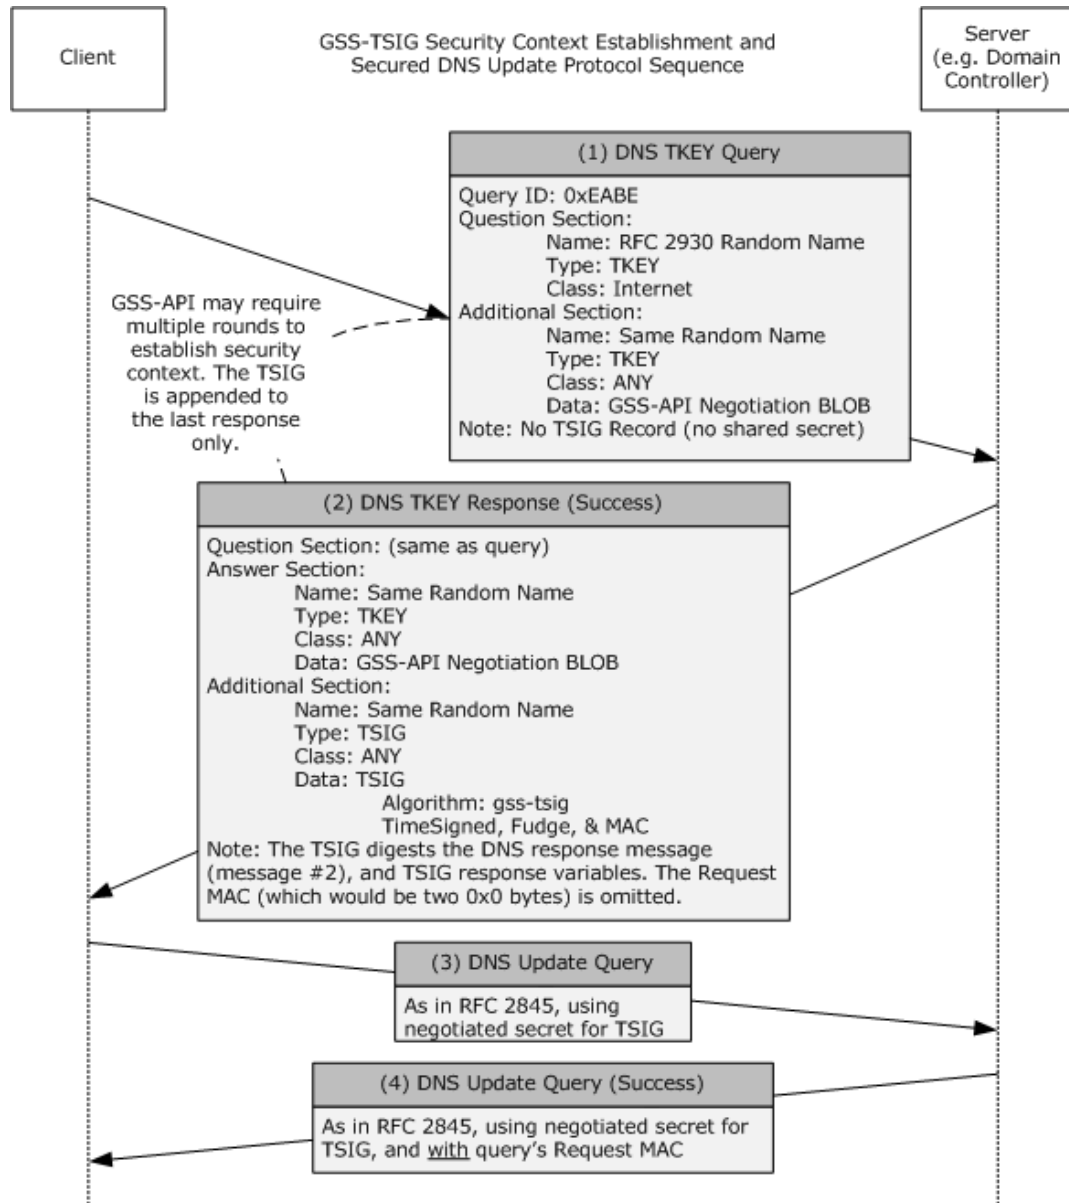 Client
GSS-TSIG Security Context Establishment and
Secured DNS Update Protocol Sequence
Server
(e.g. Domain
Controller)
(1) DNS TKEY Query
Query ID: 0xEABE
Question Section:
Name: RFC 2930 Random Name
Type: TKEY
Class: Internet
Additional Section:
Name: Same Random Name
Type: TKEY
Class: ANY
Data: GSS-API Negotiation BLOB
Note: No TSIG Record (no shared secret)
GSS-API may require
multiple rounds to
establish security
context. The TSIG
is appended to
the last response
only.
(2) DNS TKEY Response (Success)
Question Section: (same as query)
Answer Section:
Name: Same Random Name
Type: TKEY
Class: ANY
Data: GSS-API Negotiation BLOB
Additional Section:
Name: Same Random Name
Type: TSIG
Class: ANY
Data: TSIG
Algorithm: gss-tsig
TimeSigned, Fudge, & MAC
Note: The TSIG digests the DNS response message
(message #2), and TSIG response variables. The Request
MAC (which would be two 0x0 bytes) is omitted.
(3) DNS Update Query
As in RFC 2845, using
negotiated secret for TSIG
(4) DNS Update Query (Success)
As in RFC 2845, using negotiated secret for
TSIG, and with query's Request MAC